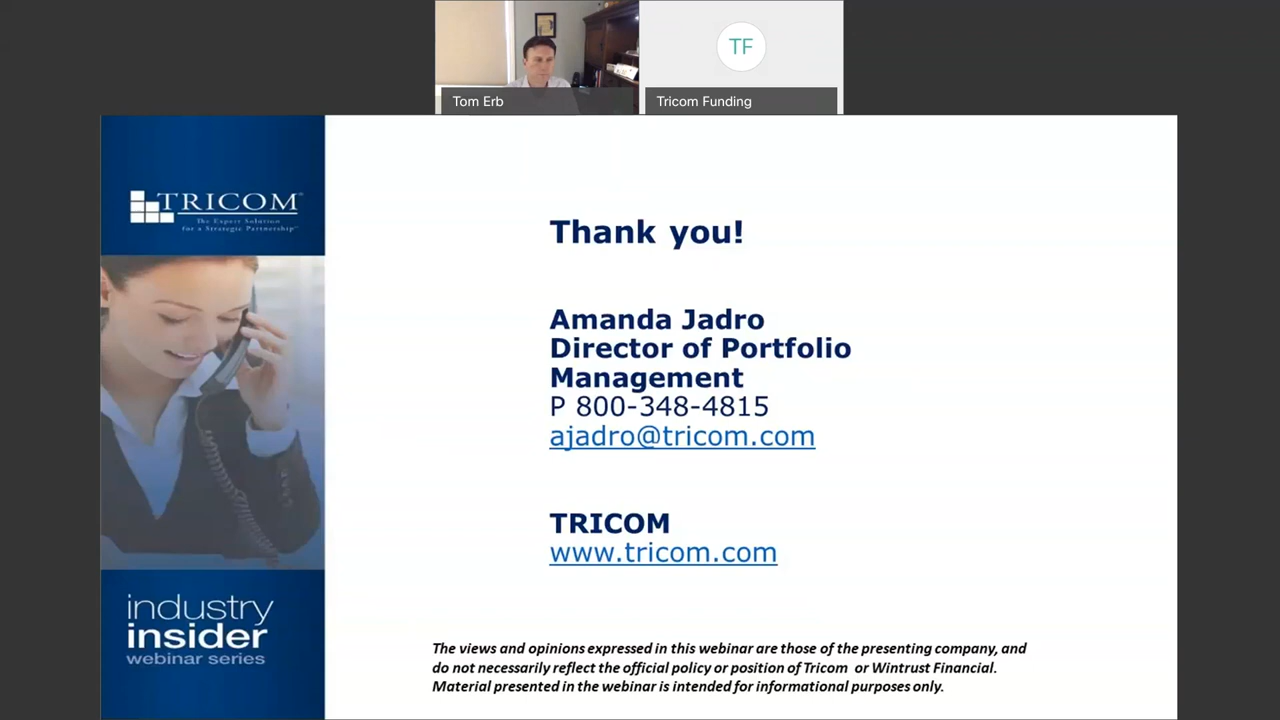 TF
Tom Erb
Tricom Funding
TRICOM®
The Expert Solution
for a Strategic Partnership™
Thank you!
Amanda Jadro
Director of Portfolio
Management
P 800-348-4815
ajadro@tricom.com
TRICOM
www.tricom.com
industry
insider
webinar series
The views and opinions expressed in this webinar are those of the presenting company, and
do not necessarily reflect the official policy or position of Tricom or Wintrust Financial.
Material presented in the webinar is intended for informational purposes only.